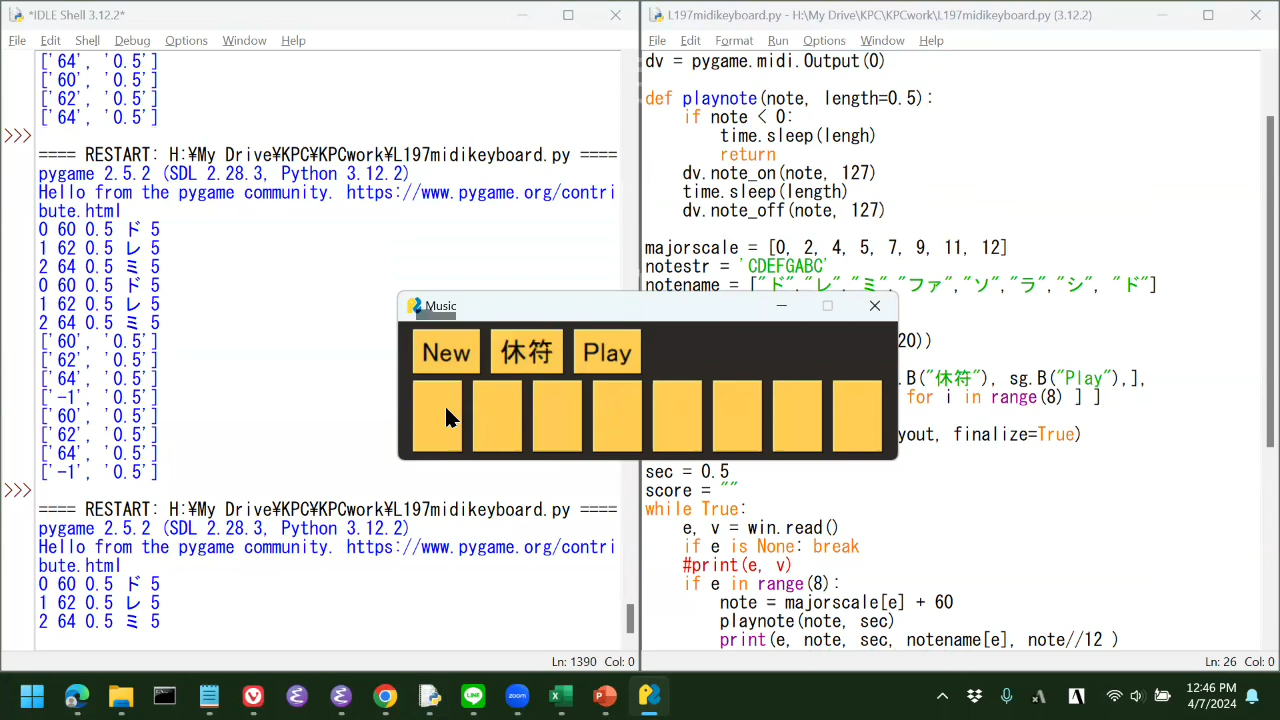 *IDLE Shell 3.12.2*
File Edit Shell Debug Options Window Help
['64', '0.5']
['60', '0.5']
['62', '0.5']
['64', '0.5']
>>>
==== RESTART: H:¥My Drive¥KPC¥KPCwork¥L197midikeyboard.py ====
pygame 2.5.2 (SDL 2.28.3, Python 3.12.2)
Hello from the pygame community. https://www.pygame.org/contri
bute.html
0 60 0.5 ド 5
1 62 0.5 レ 5
2 64 0.5 ミ 5
0 60 0.5 ド 5
1 62 0.5 レ 5
2 64 0.5 ミ 5
['60', '0.5']
['62', '0.5']
['64', '0.5']
['-1', '0.5']
['60', '0.5']
['62', '0.5']
['64', '0.5']
['-1', '0.5']
>>>
==== RESTART: H:¥My Drive¥KPC¥KPCwork¥L197midikeyboard.py ====
pygame 2.5.2 (SDL 2.28.3, Python 3.12.2)
Hello from the pygame community. https://www.pygame.org/contri
bute.html
0 60 0.5 ド 5
1 62 0.5 レ 5
2 64 0.5 ミ 5
Ln: 1390 Col: 0
L197midikeyboard.py - H:\My Drive\KPC\KPCwork\L197midikeyboard.py (3.12.2)
File Edit Format Run Options Window Help
dv = pygame.midi.Output(0)
def playnote(note, length=0.5):
if note < 0:
time.sleep(lengh)
return
dv.note_on(note, 127)
time.sleep(length)
dv.note_off(note, 127)
majorscale = [0, 2, 4, 5, 7, 9, 11, 12]
notestr = 'CDEFGABC'
notename = ["ド","レ","ミ","ファ","ソ","ラ","シ", "ド"]
20))
.B("休符"), sg.B("Play"),],
for i in range(8) ] ]
yout, finalize=True)
sec = 0.5
score = ""
while True:
e, v = win.read()
if e is None: break
#print(e, v)
if e in range(8):
note = majorscale[e] + 60
playnote(note, sec)
print(e, note, sec, notename[e], note//12 )
Ln: 26 Col: 0
Music
New 休符 Play
12:46 PM
4/7/2024